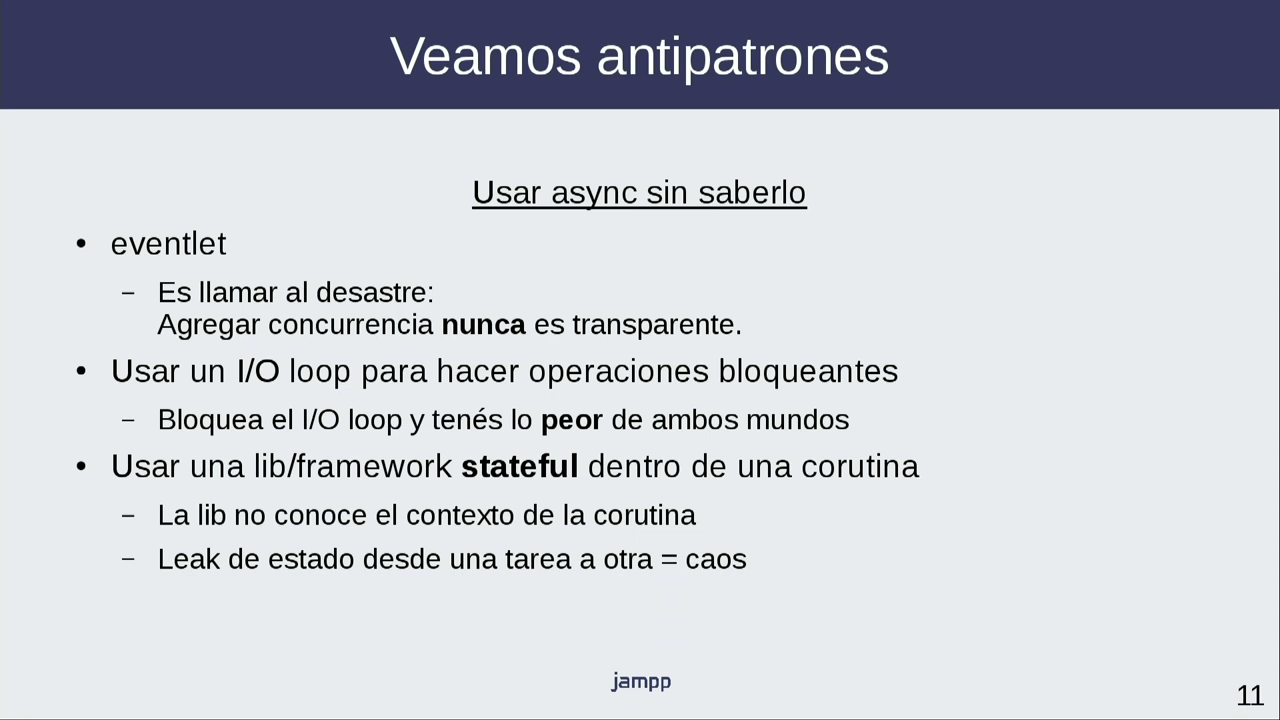 Veamos antipatrones
Usar async sin saberlo
• eventlet
– Es llamar al desastre:
Agregar concurrencia nunca es transparente.
• Usar un I/O loop para hacer operaciones bloqueantes
– Bloquea el I/O loop y tenés lo peor de ambos mundos
• Usar una lib/framework stateful dentro de una corutina
– La lib no conoce el contexto de la corutina
– Leak de estado desde una tarea a otra = caos
jampp
11